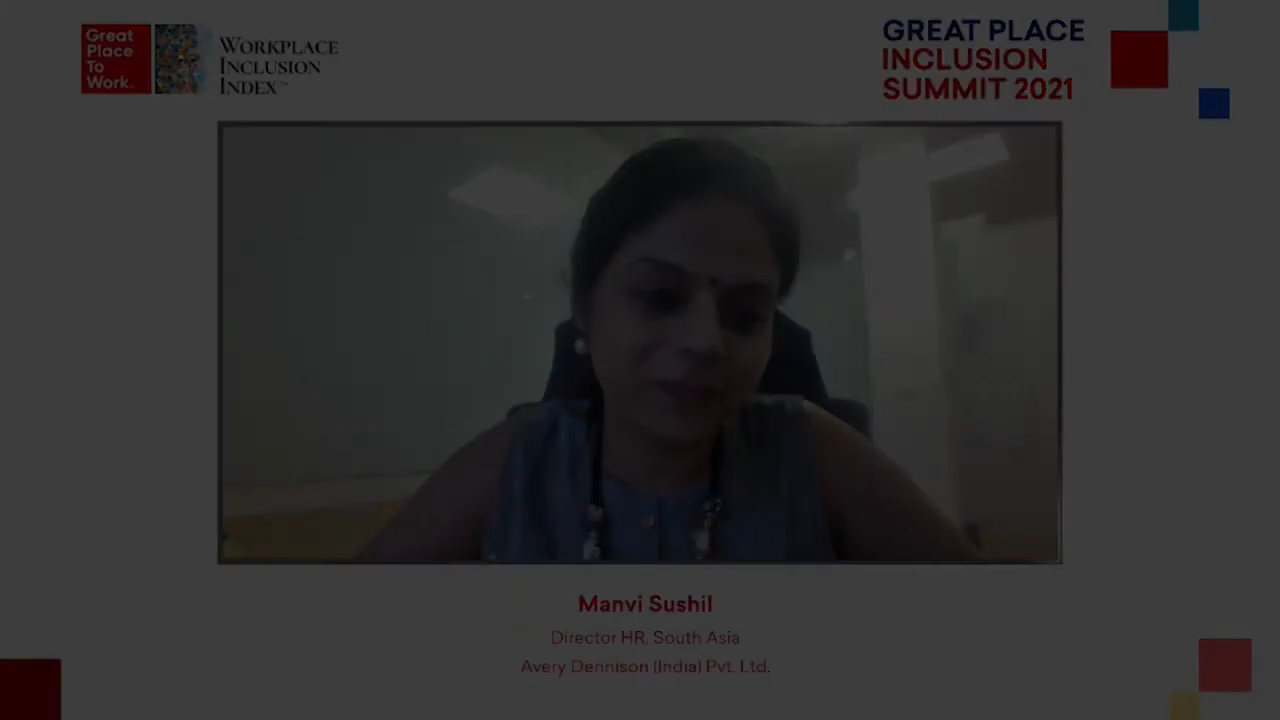 Great
Place
To
Work.
WORKPLACE
INCLUSION
INDEX™
GREAT PLACE
INCLUSION
SUMMIT 2021
Manvi Sushil
Director HR, South Asia
Avery Dennison (India) Pvt. Ltd.